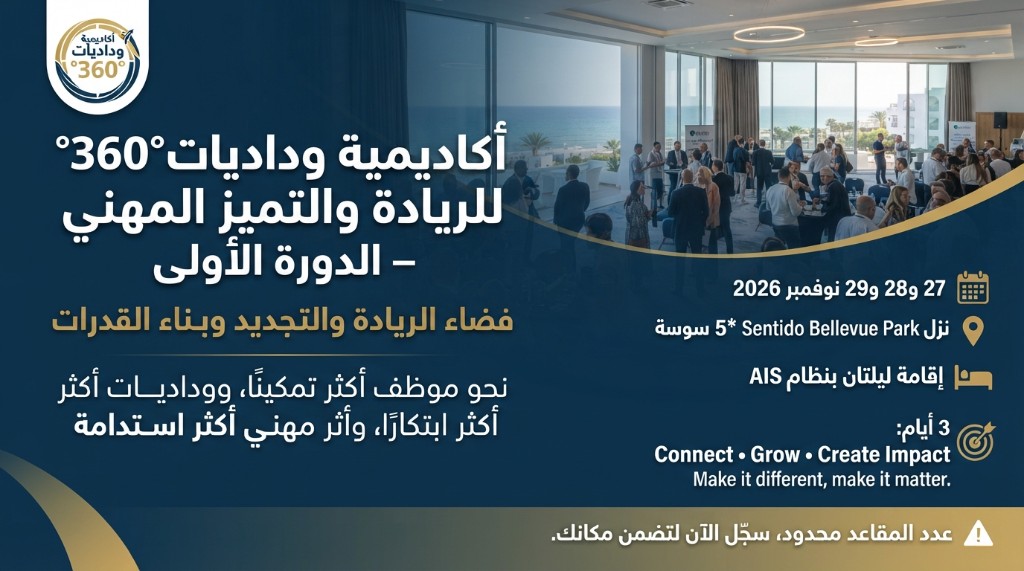 أكاديمية
وداديات
360°
أكاديمية وداديات°360°
للريادة والتميز المهني
– الدورة الأولى
فضاء الريادة والتجديد وبناء القدرات
نحو موظف أكثر تمكينًا، ووداديـــات أكثر
أكثر ابتكارًا، وأثر مهني أكثر استدامة
27 و28 و29 نوفمبر 2026
نزل Sentido Bellevue Park *5 سوسة
إقامة ليلتان بنظام AIS
3 أيام:
Connect • Grow • Create Impact
Make it different, make it matter.
عدد المقاعد محدود، سجّل الآن لتضمن مكانك.